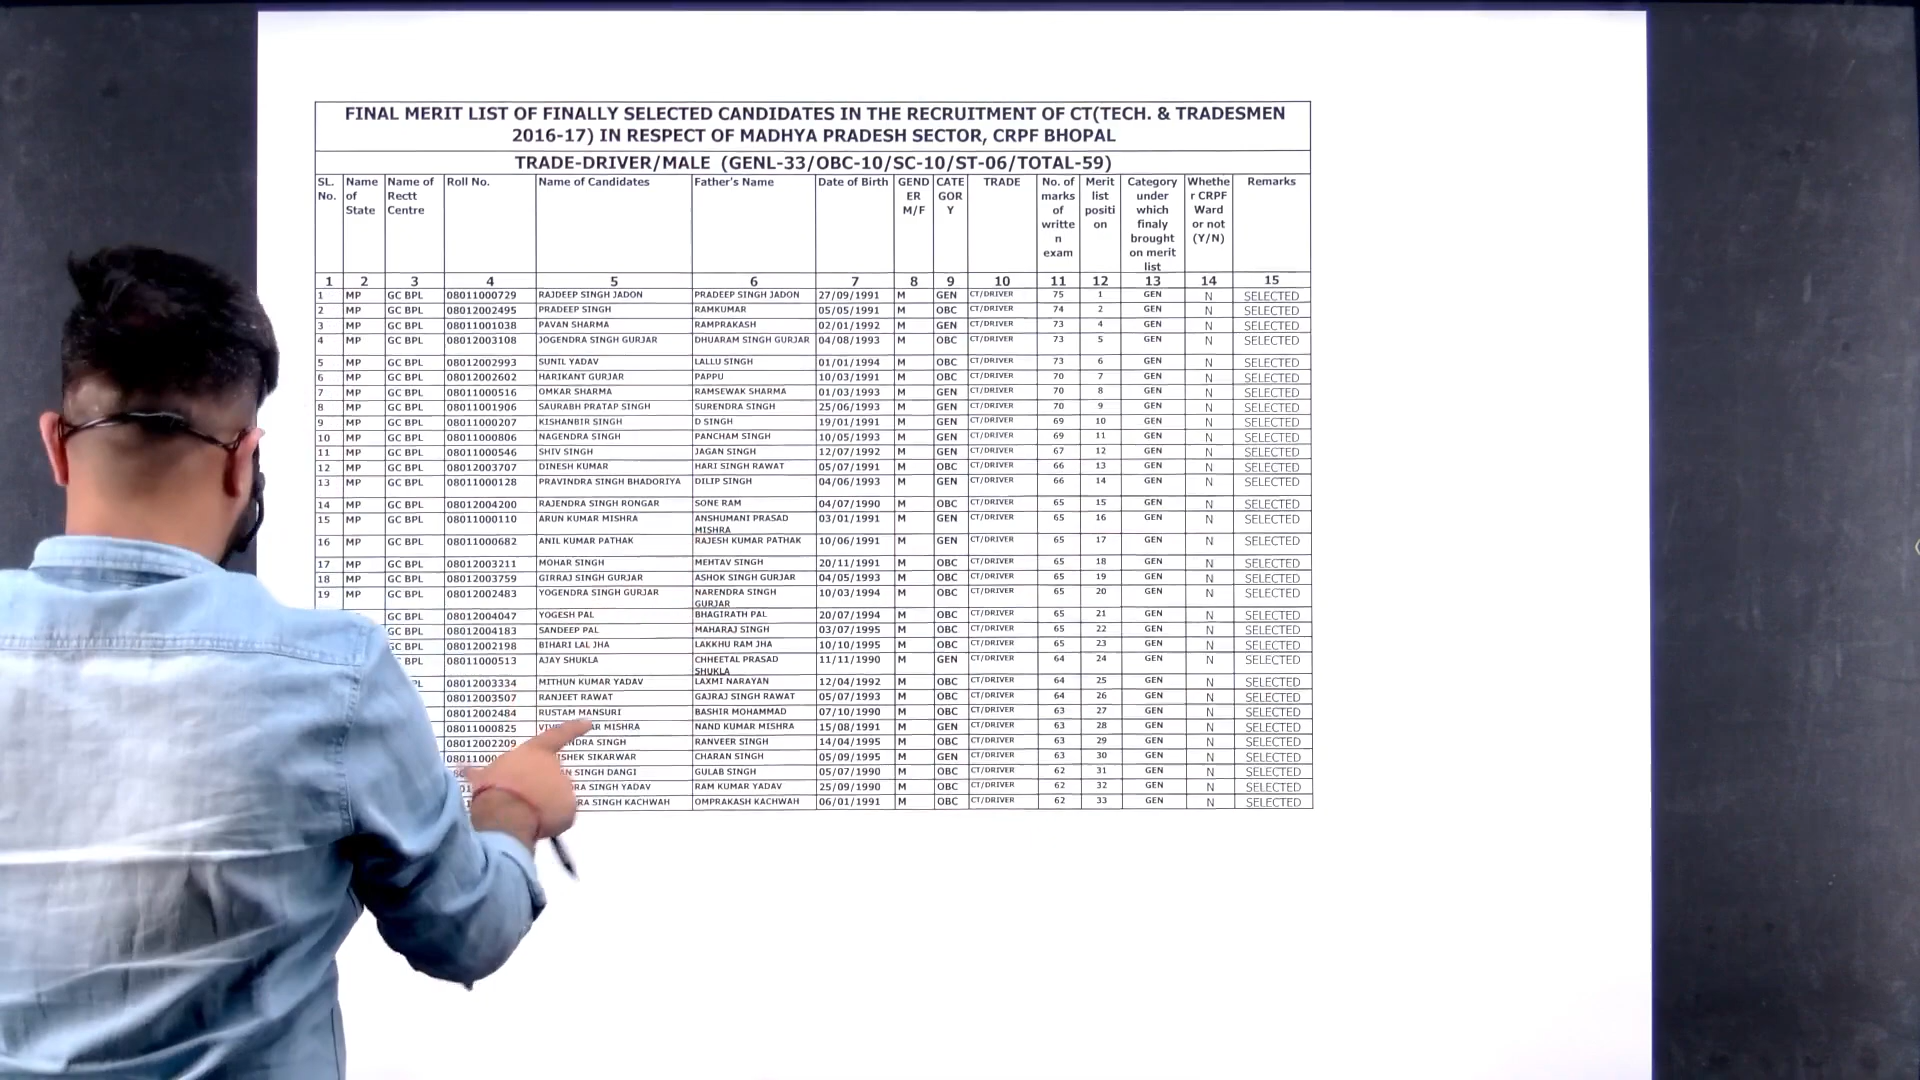 FINAL MERIT LIST OF FINALLY SELECTED CANDIDATES IN THE RECRUITMENT OF CT(TECH. & TRADESMEN
2016-17) IN RESPECT OF MADHYA PRADESH SECTOR, CRPF BHOPAL
TRADE-DRIVER/MALE (GENL-33/OBC-10/SC-10/ST-06/TOTAL-59)
SL. No. Name of State Name of Rectt Centre Roll No. Name of Candidates Father's Name Date of Birth GENDER M/F CATEGORY TRADE No. of marks of written exam Merit list position Category under which finaly brought on merit list Whether CRPF Ward or not (Y/N) Remarks
1 2 3 4 5 6 7 8 9 10 11 12 13 14 15
1 MP GC BPL 08011000729 RAJDEEP SINGH JADON PRADEEP SINGH JADON 27/09/1991 M GEN CT/DRIVER 75 1 GEN N SELECTED
2 MP GC BPL 08012002495 PRADEEP SINGH RAMKUMAR 05/05/1991 M OBC CT/DRIVER 74 2 GEN N SELECTED
3 MP GC BPL 08011001038 PAVAN SHARMA RAMPRAKASH 02/01/1992 M GEN CT/DRIVER 73 4 GEN N SELECTED
4 MP GC BPL 08012003108 JOGENDRA SINGH GURJAR DHUARAM SINGH GURJAR 04/08/1993 M OBC CT/DRIVER 73 5 GEN N SELECTED
5 MP GC BPL 08012002993 SUNIL YADAV LALLU SINGH 01/01/1994 M OBC CT/DRIVER 73 6 GEN N SELECTED
6 MP GC BPL 08012002602 HARIKANT GURJAR PAPPU 10/03/1991 M OBC CT/DRIVER 70 7 GEN N SELECTED
7 MP GC BPL 08011000516 OMKAR SHARMA RAMSEWAK SHARMA 01/03/1993 M GEN CT/DRIVER 70 8 GEN N SELECTED
8 MP GC BPL 08011001906 SAURABH PRATAP SINGH SURENDRA SINGH 25/06/1993 M GEN CT/DRIVER 70 9 GEN N SELECTED
9 MP GC BPL 08011000207 KISHANBIR SINGH D SINGH 19/01/1991 M GEN CT/DRIVER 69 10 GEN N SELECTED
10 MP GC BPL 08011000806 NAGENDRA SINGH PANCHAM SINGH 10/05/1993 M GEN CT/DRIVER 69 11 GEN N SELECTED
11 MP GC BPL 08011000546 SHIV SINGH JAGAN SINGH 12/07/1992 M GEN CT/DRIVER 67 12 GEN N SELECTED
12 MP GC BPL 08012003707 DINESH KUMAR HARI SINGH RAWAT 05/07/1991 M OBC CT/DRIVER 66 13 GEN N SELECTED
13 MP GC BPL 08011000128 PRAVINDRA SINGH BHADORIYA DILIP SINGH 04/06/1993 M GEN CT/DRIVER 66 14 GEN N SELECTED
14 MP GC BPL 08012004200 RAJENDRA SINGH RONGAR SONE RAM 04/07/1990 M OBC CT/DRIVER 65 15 GEN N SELECTED
15 MP GC BPL 08011000110 ARUN KUMAR MISHRA ANSHUMANI PRASAD MISHRA 03/01/1991 M GEN CT/DRIVER 65 16 GEN N SELECTED
16 MP GC BPL 08011000682 ANIL KUMAR PATHAK RAJESH KUMAR PATHAK 10/06/1991 M GEN CT/DRIVER 65 17 GEN N SELECTED
17 MP GC BPL 08012003211 MOHAR SINGH MEHTAV SINGH 20/11/1991 M OBC CT/DRIVER 65 18 GEN N SELECTED
18 MP GC BPL 08012003759 GIRRAJ SINGH GURJAR ASHOK SINGH GURJAR 04/05/1993 M OBC CT/DRIVER 65 19 GEN N SELECTED
19 MP GC BPL 08012002483 YOGENDRA SINGH GURJAR NARENDRA SINGH GURJAR 10/03/1994 M OBC CT/DRIVER 65 20 GEN N SELECTED
GC BPL 08012004047 YOGESH PAL BHAGIRATH PAL 20/07/1994 M OBC CT/DRIVER 65 21 GEN N SELECTED
GC BPL 08012004183 SANDEEP PAL MAHARAJ SINGH 03/07/1995 M OBC CT/DRIVER 65 22 GEN N SELECTED
GC BPL 08012002198 BIHARI LAL JHA LAKKHU RAM JHA 10/10/1995 M OBC CT/DRIVER 65 23 GEN N SELECTED
BPL 08011000513 AJAY SHUKLA CHHEETAL PRASAD SHUKLA 11/11/1990 M GEN CT/DRIVER 64 24 GEN N SELECTED
08012003334 MITHUN KUMAR YADAV LAXMI NARAYAN 12/04/1992 M OBC CT/DRIVER 64 25 GEN N SELECTED
08012003507 RANJEET RAWAT GAJRAJ SINGH RAWAT 05/07/1993 M OBC CT/DRIVER 64 26 GEN N SELECTED
08012002484 RUSTAM MANSURI BASHIR MOHAMMAD 07/10/1990 M OBC CT/DRIVER 63 27 GEN N SELECTED
08011000825 MISHRA NAND KUMAR MISHRA 15/08/1991 M GEN CT/DRIVER 63 28 GEN N SELECTED
08012002209 SINGH RANVEER SINGH 14/04/1995 M OBC CT/DRIVER 63 29 GEN N SELECTED
SIKARWAR CHARAN SINGH 05/09/1995 M GEN CT/DRIVER 63 30 GEN N SELECTED
SINGH DANGI GULAB SINGH 05/07/1990 M OBC CT/DRIVER 62 31 GEN N SELECTED
SINGH YADAV RAM KUMAR YADAV 25/09/1990 M OBC CT/DRIVER 62 32 GEN N SELECTED
SINGH KACHWAH OMPRAKASH KACHWAH 06/01/1991 M OBC CT/DRIVER 62 33 GEN N SELECTED